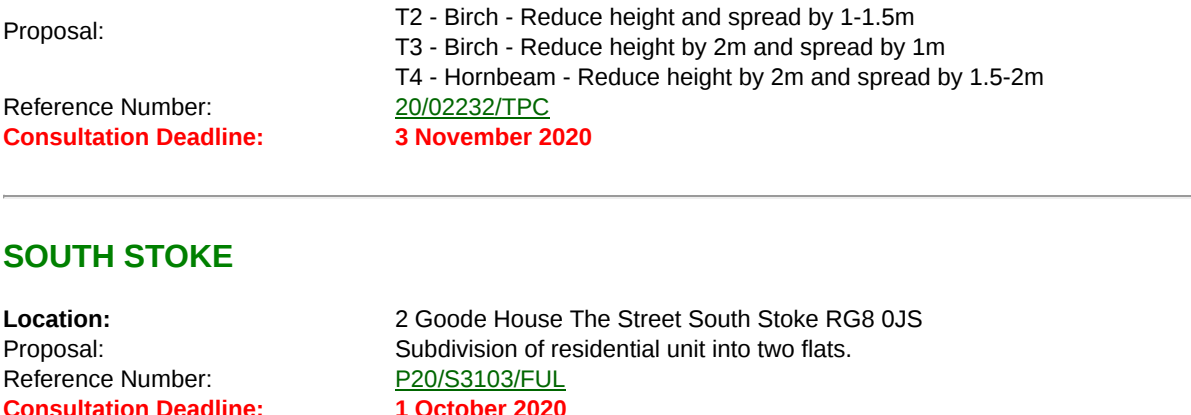 T2 - Birch - Reduce height and spread by 1-1.5m
Proposal:
T3 - Birch - Reduce height by 2m and spread by 1m
T4 - Hornbeam - Reduce height by 2m and spread by 1.5-2m
Reference Number: 20/02232/TPC
Consultation Deadline: 3 November 2020
SOUTH STOKE
Location: 2 Goode House The Street South Stoke RG8 0JS
Proposal: Subdivision of residential unit into two flats.
Reference Number: P20/S3103/FUL
Consultation Deadline: 1 October 2020